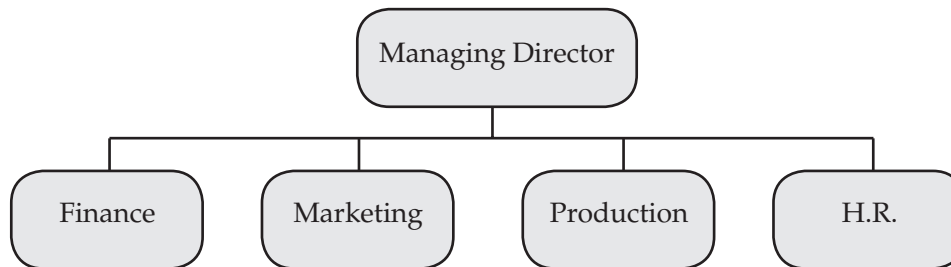 Managing Director
Finance
Marketing
Production
H.R.